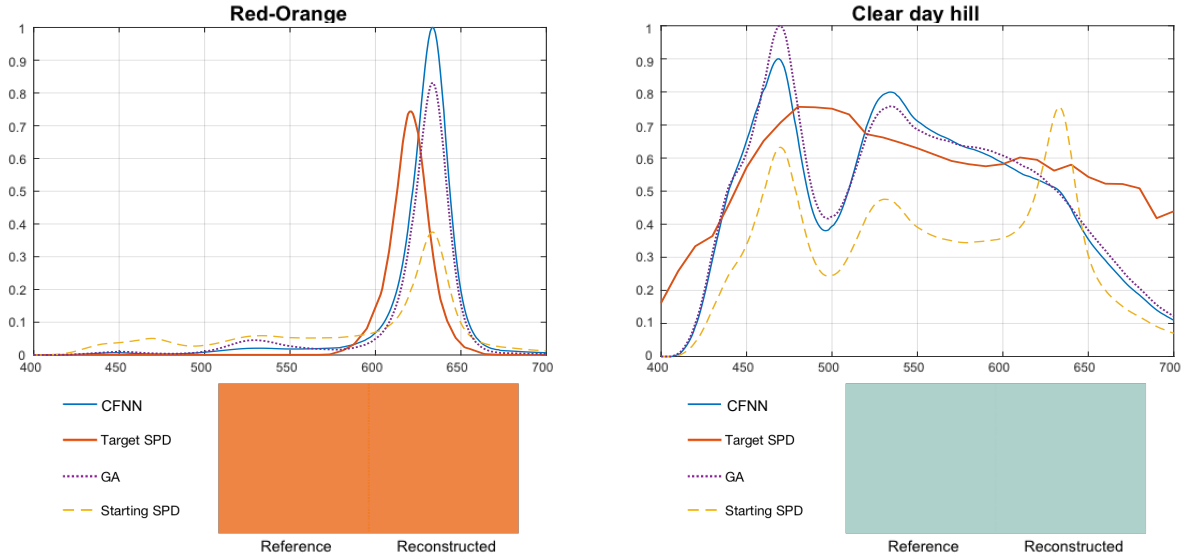 Red-Orange
1
0.9
0.8
0.7
0.6
0.5
0.4
0.3
0.2
0.1
0
400 450 500 550 600 650 700
CFNN
Target SPD
GA
Starting SPD
Reference Reconstructed
Clear day hill
1
0.9
0.8
0.7
0.6
0.5
0.4
0.3
0.2
0.1
0
400 450 500 550 600 650 700
CFNN
Target SPD
GA
Starting SPD
Reference Reconstructed